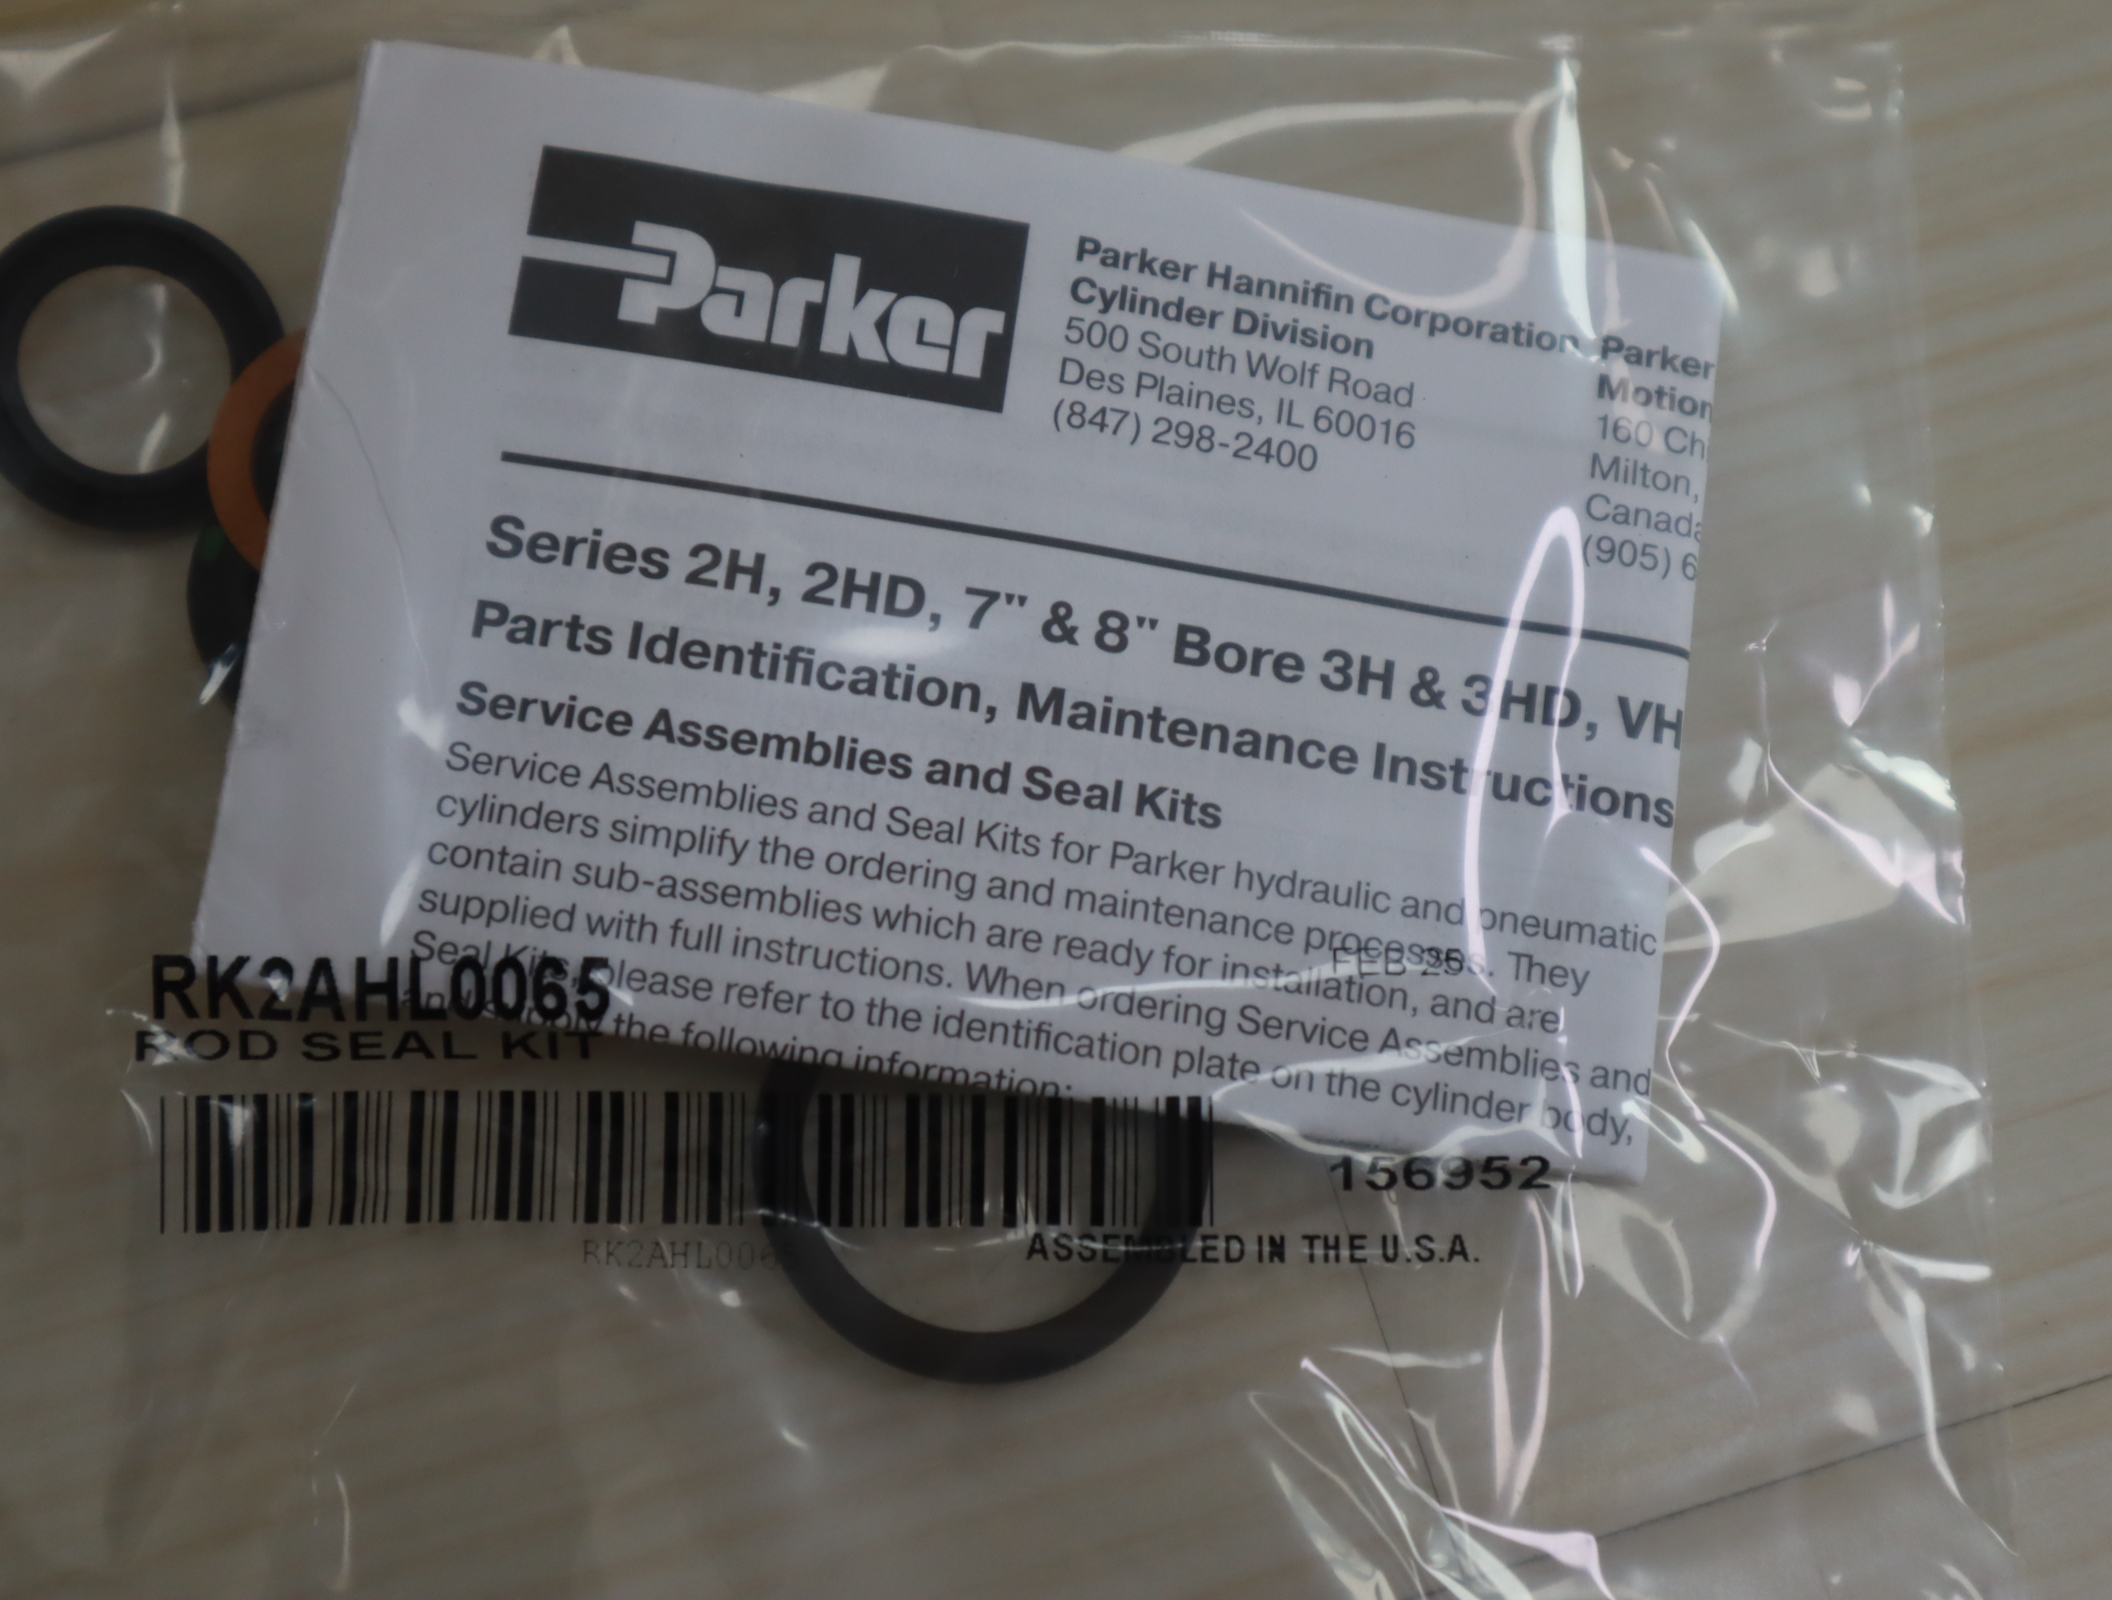 Parker
Parker Hannifin Corporation
Cylinder Division
500 South Wolf Road
Des Plaines, IL 60016
(847) 298-2400
Parker
Motion
160 Ch
Milton,
Canada
(905) 6
Series 2H, 2HD, 7" & 8" Bore 3H & 3HD, VH
Parts Identification, Maintenance Instructions
Service Assemblies and Seal Kits
Service Assemblies and Seal Kits for Parker hydraulic and pneumatic
cylinders simplify the ordering and maintenance processes. They
contain sub-assemblies which are ready for installation, and are
supplied with full instructions. When ordering Service Assemblies and
Seal Kits, please refer to the identification plate on the cylinder body,
and supply the following information:
FEB 25
RK2AHL0065
ROD SEAL KIT
156952
RK2AHL0065
ASSEMBLED IN THE U.S.A.